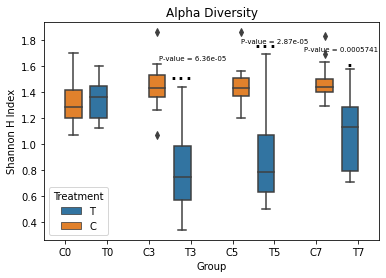 Alpha Diversity
P-value = 6.36e-05
P-value = 2.87e-05
P-value = 0.0005741
Shannon H Index
1.8
1.6
1.4
1.2
1.0
0.8
0.6
0.4
Treatment
T
C
C0 T0 C3 T3 C5 T5 C7 T7
Group